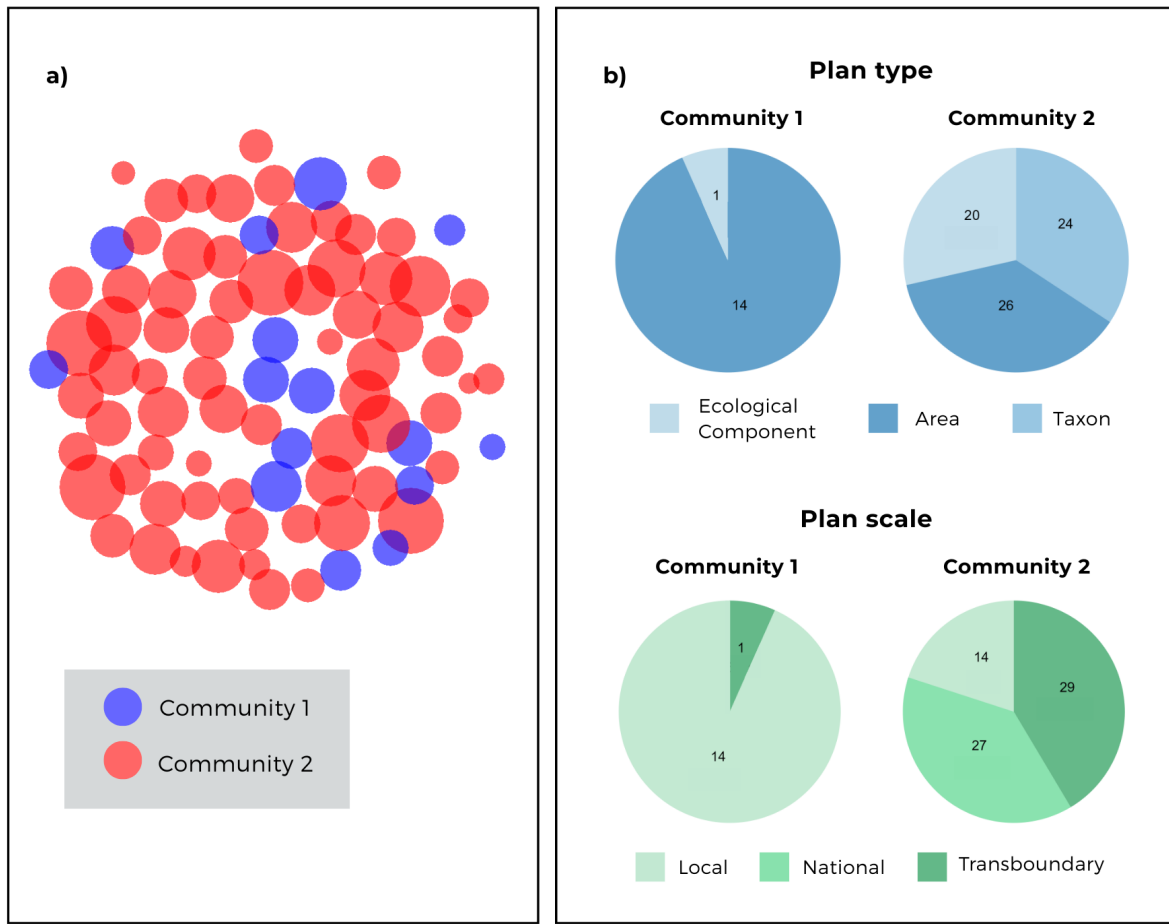 a)
Community 1
Community 2
b)
Plan type
Community 1
Community 2
1
14
20
24
26
Ecological
Component
Area
Taxon
Plan scale
Community 1
Community 2
1
14
14
29
27
Local
National
Transboundary